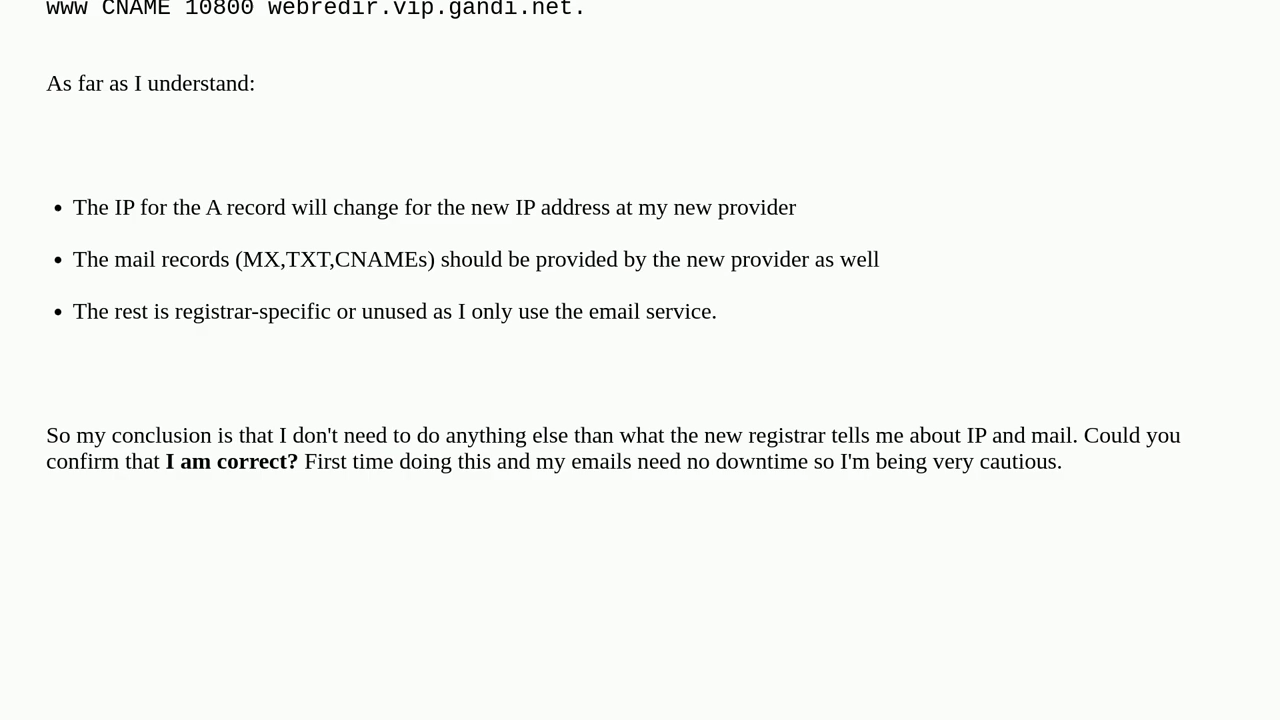 www CNAME 10800 webredir.vip.gandi.net.
As far as I understand:
• The IP for the A record will change for the new IP address at my new provider
• The mail records (MX,TXT,CNAMEs) should be provided by the new provider as well
• The rest is registrar-specific or unused as I only use the email service.
So my conclusion is that I don't need to do anything else than what the new registrar tells me about IP and mail. Could you
confirm that I am correct? First time doing this and my emails need no downtime so I'm being very cautious.